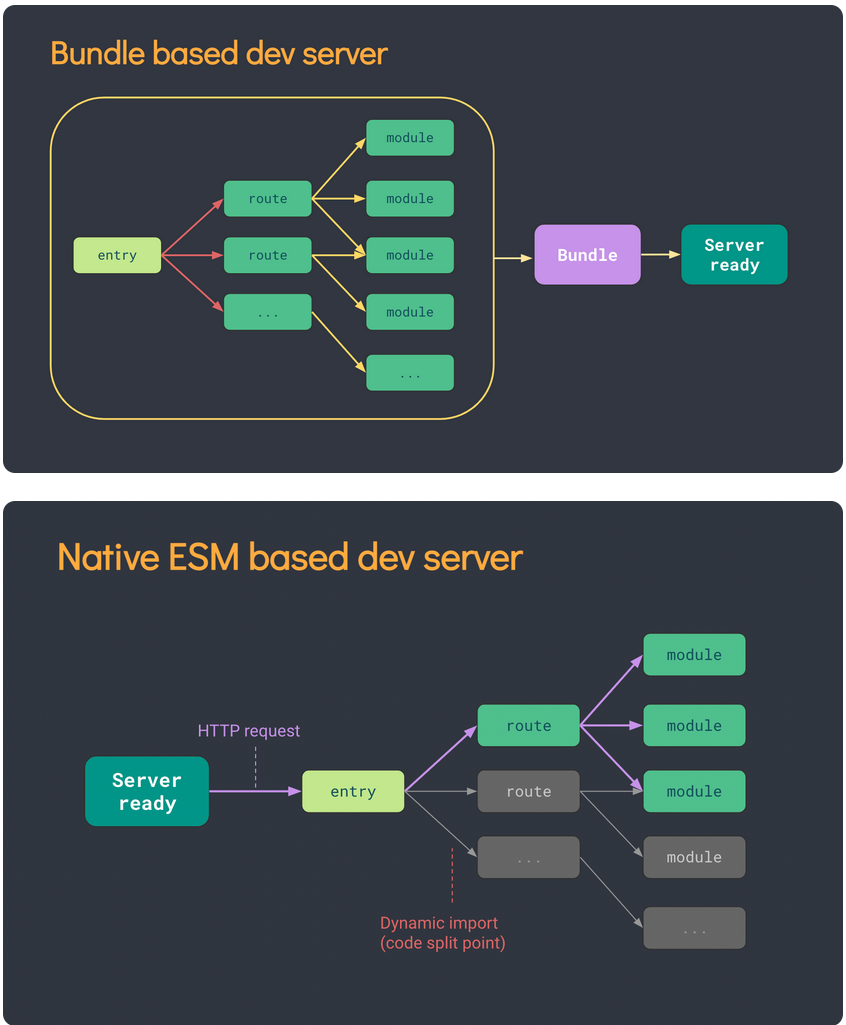 Bundle based dev server
module
route
module
entry
route
module
Bundle
Server
ready
...
module
...
Native ESM based dev server
module
HTTP request
route
module
Server
ready
entry
route
module
...
module
Dynamic import
(code split point)
...